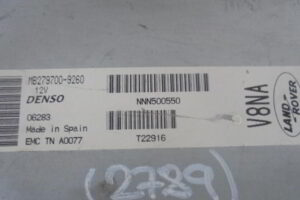 MB279700-9260
12V
DENSO
06283
Made in Spain
EMC TN A0077
NNN500550
T22916
V8NA
LAND-
ROVER
(2789)